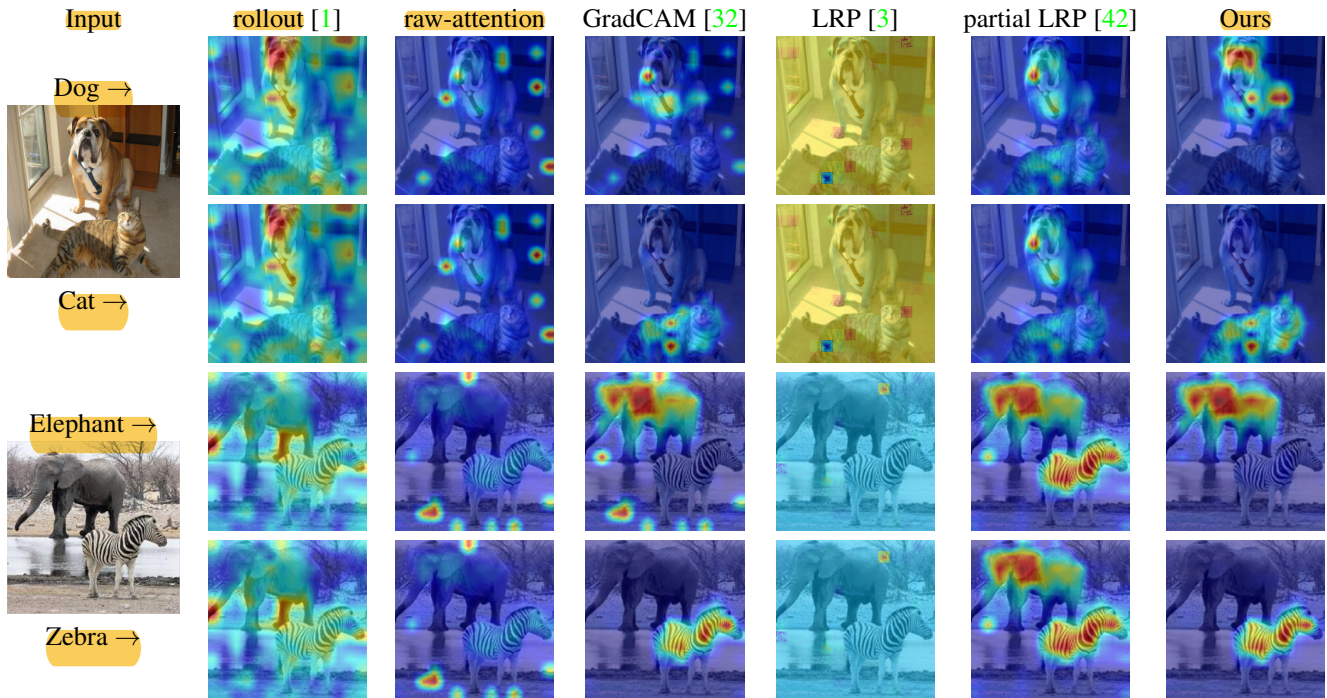 Input rollout [1] raw-attention GradCAM [32] LRP [3] partial LRP [42] Ours
Dog →
Cat →
Elephant →
Zebra →